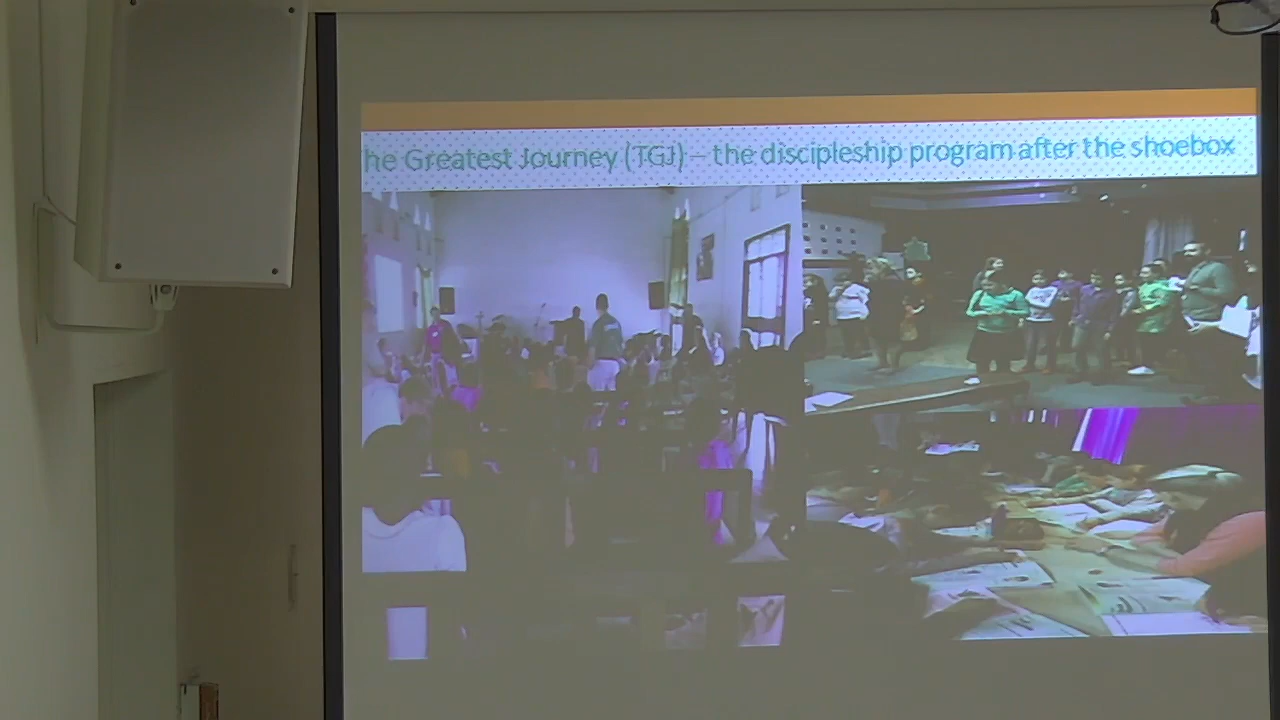 he Greatest Journey (TGJ) – the discipleship program after the shoebox